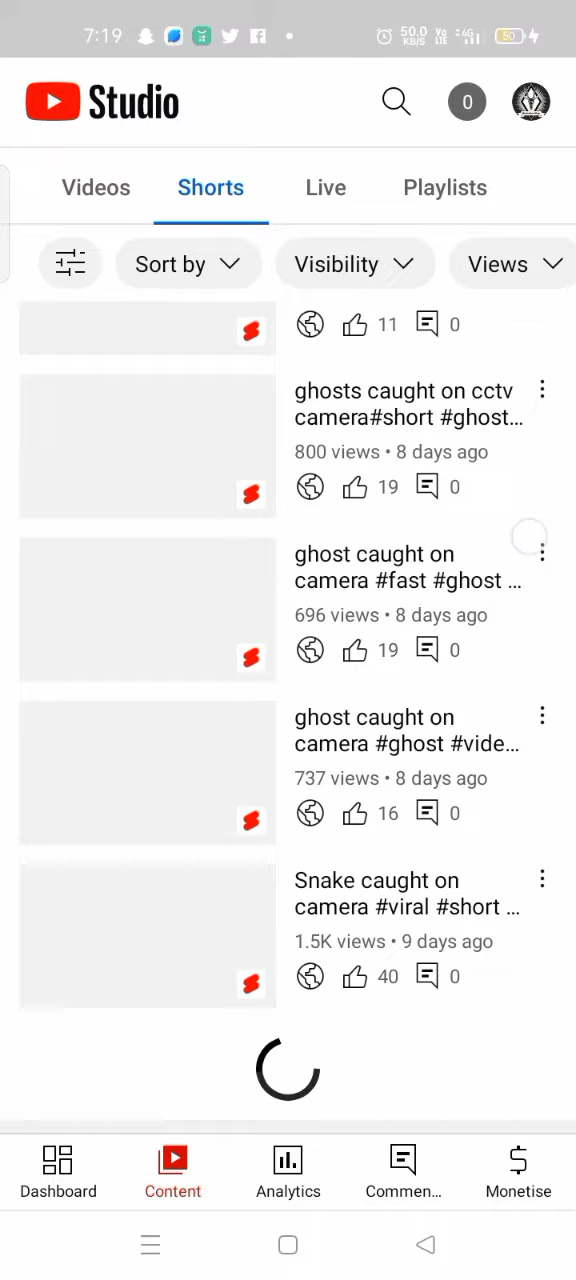 7:19
50.0 KB/S
VoLTE
4G
50
Studio
0
Videos Shorts Live Playlists
Sort by Visibility Views
11 0
ghosts caught on cctv
camera#short #ghost...
800 views • 8 days ago
19 0
ghost caught on
camera #fast #ghost ...
696 views • 8 days ago
19 0
ghost caught on
camera #ghost #vide...
737 views • 8 days ago
16 0
Snake caught on
camera #viral #short ...
1.5K views • 9 days ago
40 0
Dashboard Content Analytics Commen... Monetise